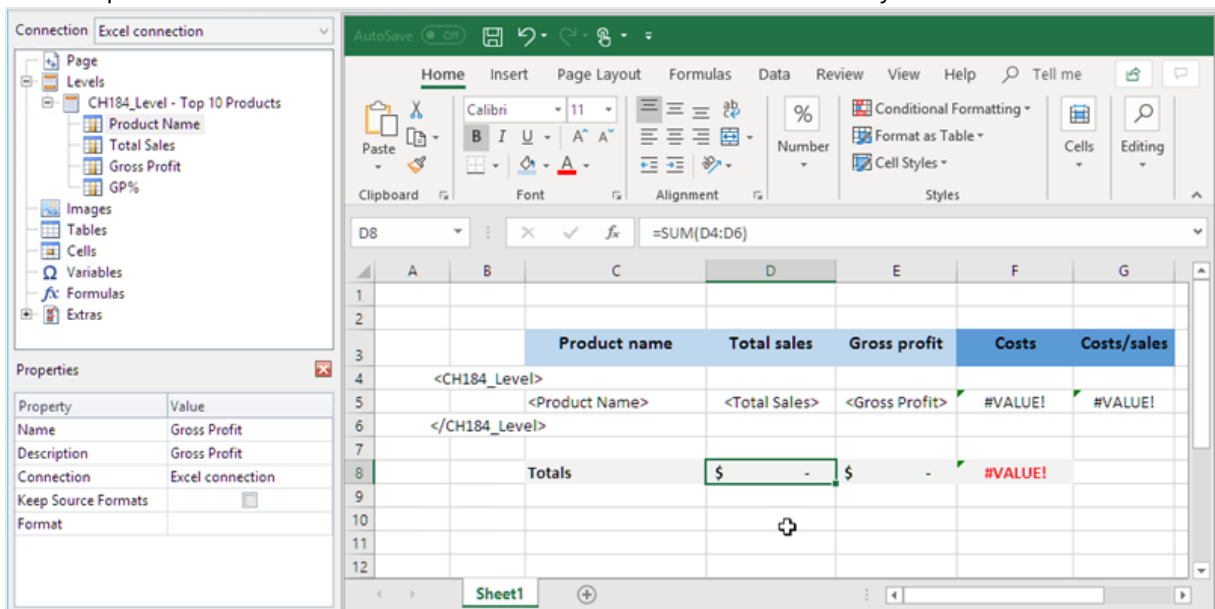 Connection Excel connection
Page
Levels
CH184_Level - Top 10 Products
Product Name
Total Sales
Gross Profit
GP%
Images
Tables
Cells
Ω Variables
fx Formulas
Extras
Properties
Property Value
Name Gross Profit
Description Gross Profit
Connection Excel connection
Keep Source Formats
Format
AutoSave Off
Home Insert Page Layout Formulas Data Review View Help Tell me
Paste
Calibri 11
B I U A A A
ab
%
Number
Conditional Formatting
Format as Table
Cell Styles
Cells
Editing
Clipboard Font Alignment Styles
D8 fx =SUM(D4:D6)
A B C D E F G
1
2
3 Product name Total sales Gross profit Costs Costs/sales
4 <CH184_Level>
5 <Product Name> <Total Sales> <Gross Profit> #VALUE! #VALUE!
6 </CH184_Level>
7
8 Totals $ - $ - #VALUE!
9
10
11
12
Sheet1